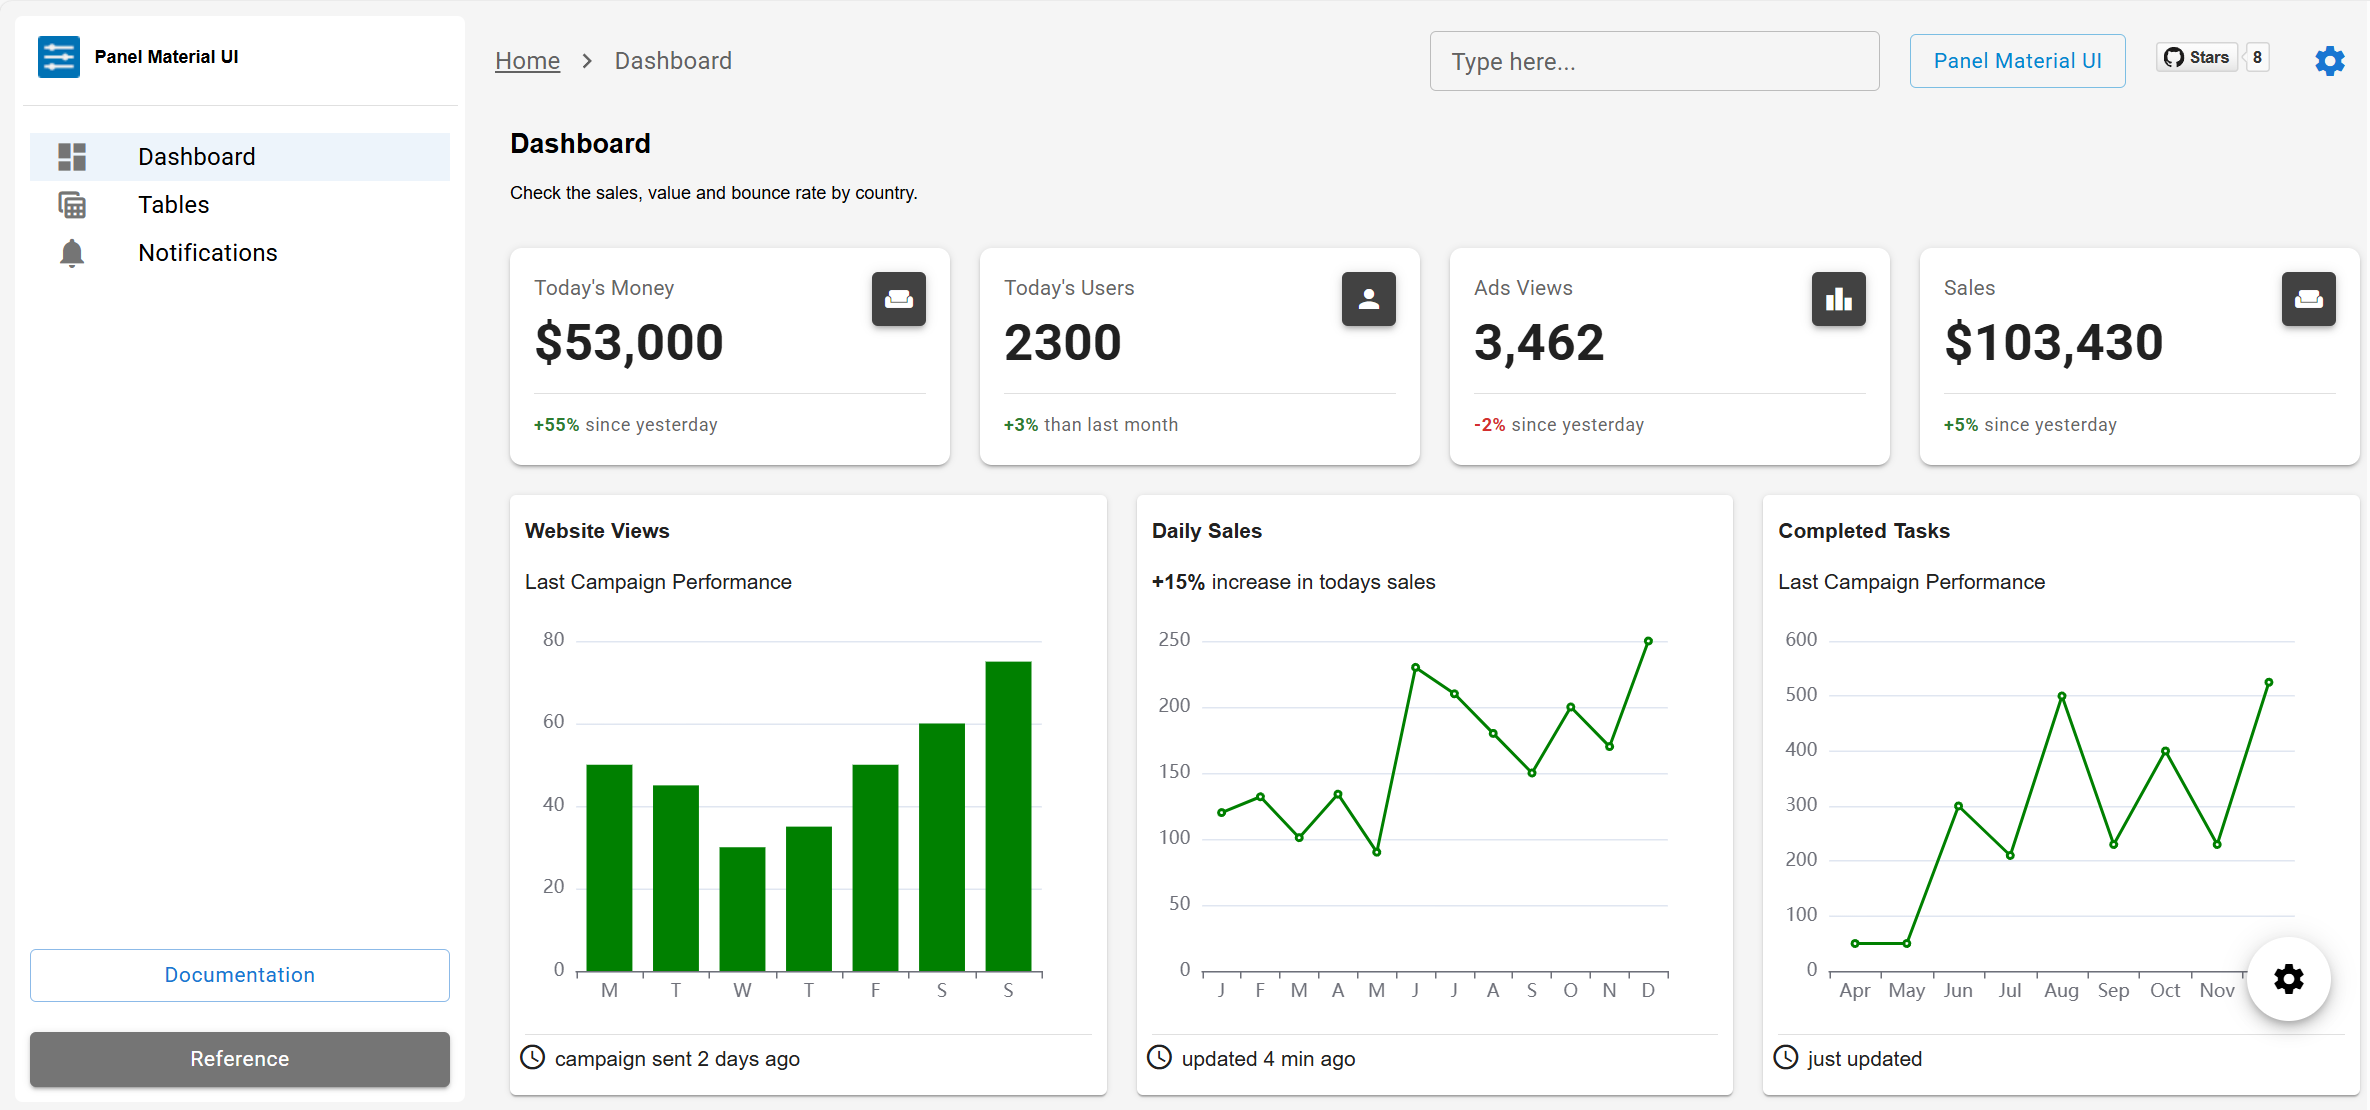 Panel Material UI
Dashboard
Tables
Notifications
Documentation
Reference
Home > Dashboard
Type here...
Panel Material UI
Stars 8
Dashboard
Check the sales, value and bounce rate by country.
Today's Money
$53,000
+55% since yesterday
Today's Users
2300
+3% than last month
Ads Views
3,462
-2% since yesterday
Sales
$103,430
+5% since yesterday
Website Views
Last Campaign Performance
80
60
40
20
0
M T W T F S S
campaign sent 2 days ago
Daily Sales
+15% increase in todays sales
250
200
150
100
50
0
J F M A M J J A S O N D
updated 4 min ago
Completed Tasks
Last Campaign Performance
600
500
400
300
200
100
0
Apr May Jun Jul Aug Sep Oct Nov
just updated